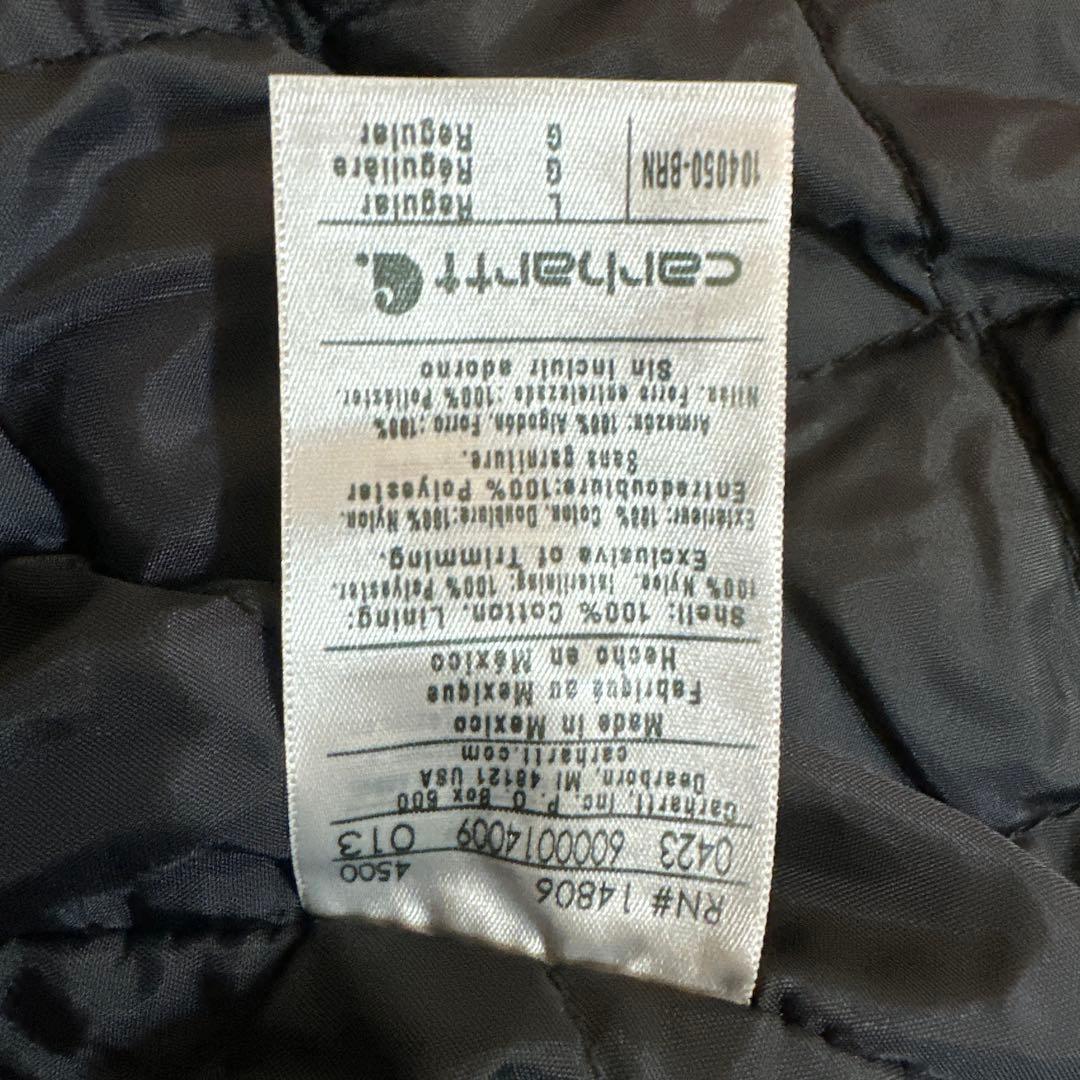 RN# 14806 4500
0423 6000014009 013
Carhartt, Inc. P. O. Box 600
Dearborn, MI 48121 USA
carhartt.com
Made in Mexico
Fabriqué au Mexique
Hecho en México
Shell: 100% Cotton. Lining:
100% Nylon. Interlining: 100% Polyester.
Exclusive of Trimming.
Extérieur: 100% Coton, Doublure:100% Nylon.
Entredoublure:100% Polyester
Sans garniture.
Armazón: 100% Algodón, Forro :100%
Nilon. Forro entrelazado :100% Poliéster
Sin incluir adorno
carhartt
104050-BRN L Regular
G Régulière
G Regular